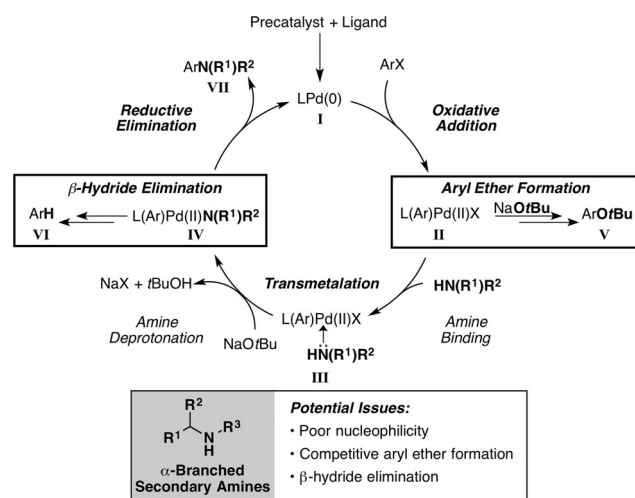 Precatalyst + Ligand
ArN(R¹)R²
VII
ArX
LPd(0)
I
Reductive
Elimination
Oxidative
Addition
β-Hydride Elimination
ArH
VI
L(Ar)Pd(II)N(R¹)R²
IV
Aryl Ether Formation
L(Ar)Pd(II)X
II
NaOtBu
ArOtBu
V
NaX + tBuOH
Transmetalation
HN(R¹)R²
Amine
Deprotonation
NaOtBu
L(Ar)Pd(II)X
HN̈(R¹)R²
III
Amine
Binding
R²
R¹
N
H
R³
α-Branched
Secondary Amines
Potential Issues:
• Poor nucleophilicity
• Competitive aryl ether formation
• β-hydride elimination